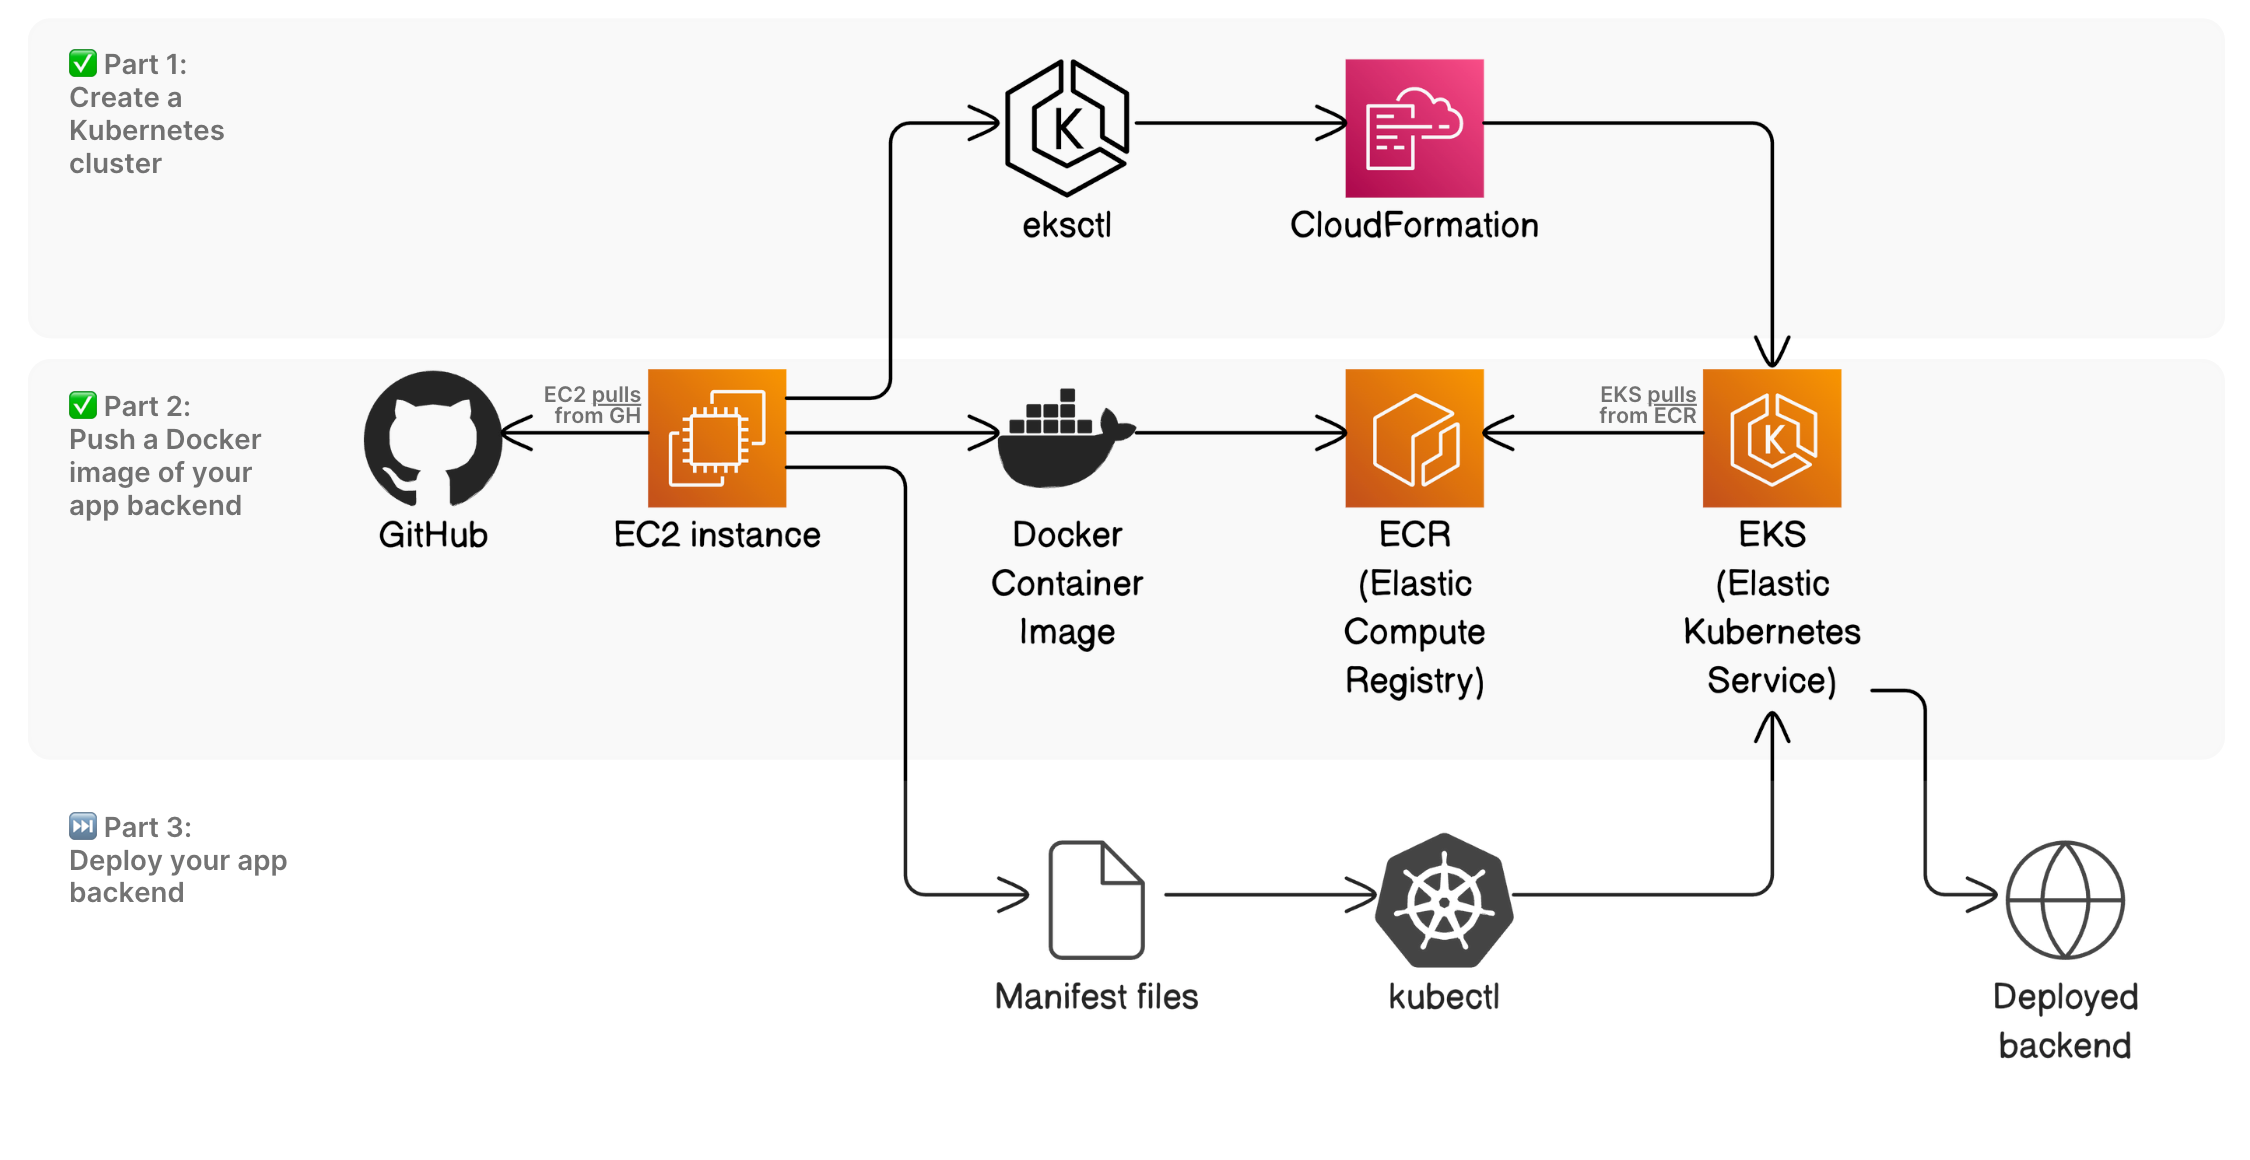 ✅ Part 1:
Create a
Kubernetes
cluster
K
eksctl
CloudFormation
✅ Part 2:
Push a Docker
image of your
app backend
GitHub
EC2 pulls
from GH
EC2 instance
Docker
Container
Image
ECR
(Elastic
Compute
Registry)
EKS pulls
from ECR
K
EKS
(Elastic
Kubernetes
Service)
⏭️ Part 3:
Deploy your app
backend
Manifest files
kubectl
Deployed
backend